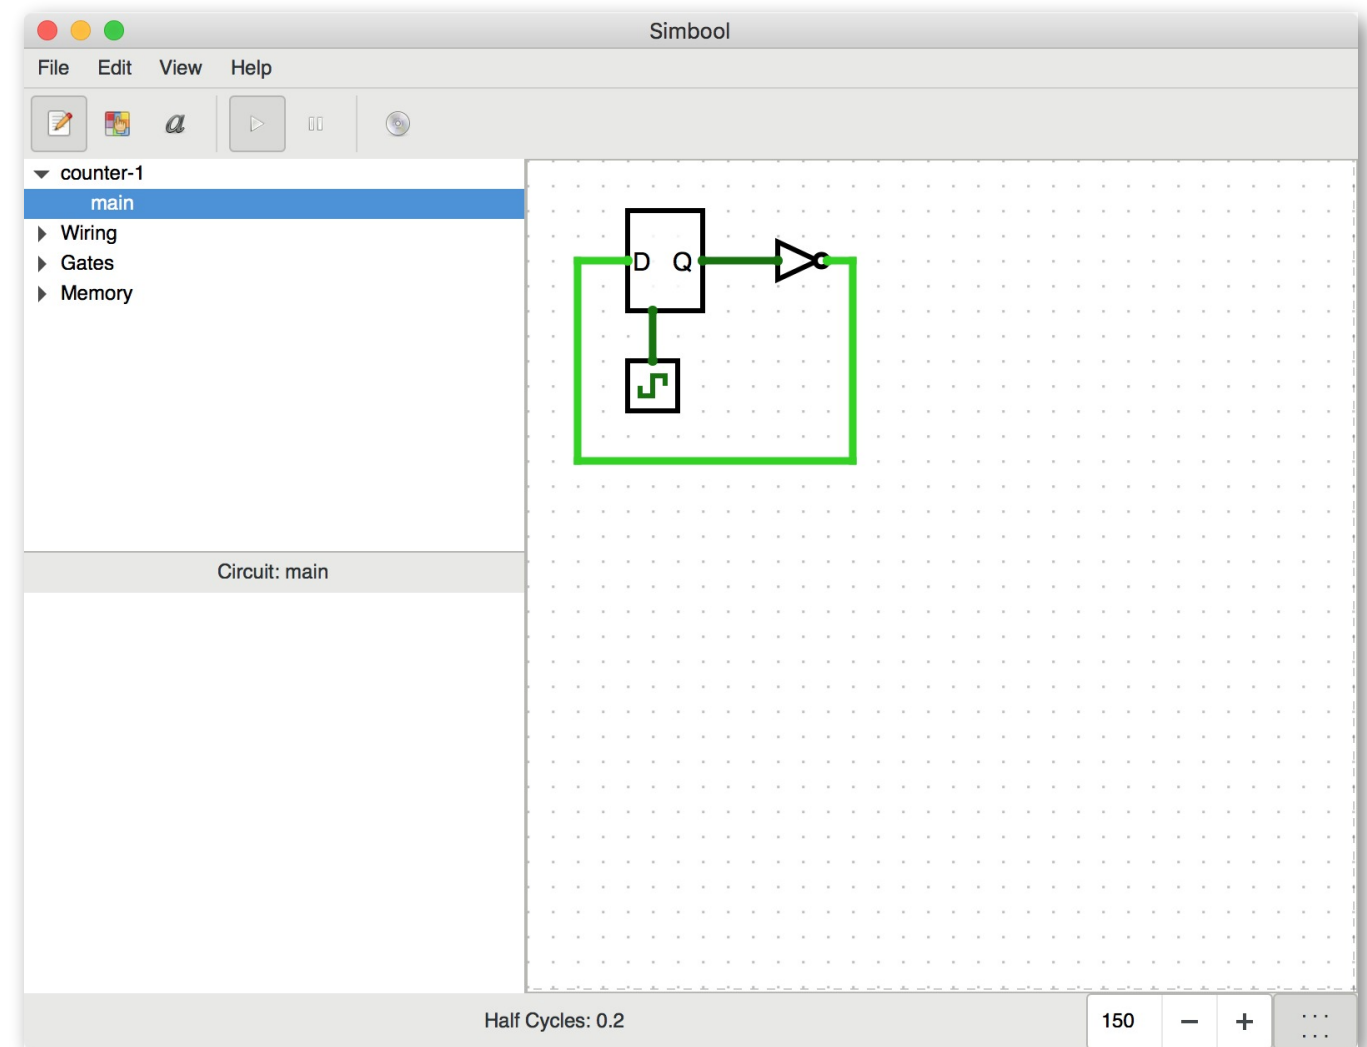 Simbool
File Edit View Help
a
counter-1
main
Wiring
Gates
Memory
D Q
Circuit: main
Half Cycles: 0.2
150 − +